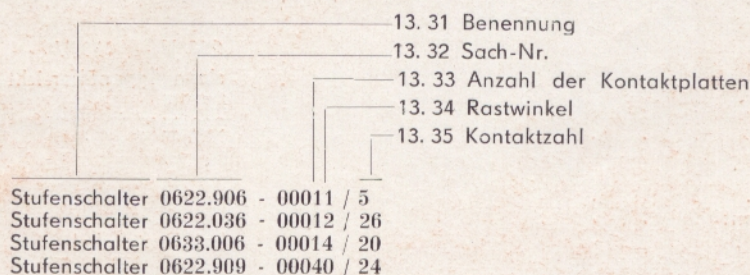 13. 31 Benennung
13. 32 Sach-Nr.
13. 33 Anzahl der Kontaktplatten
13. 34 Rastwinkel
13. 35 Kontaktzahl
Stufenschalter 0622.906 - 00011 / 5
Stufenschalter 0622.036 - 00012 / 26
Stufenschalter 0633.006 - 00014 / 20
Stufenschalter 0622.909 - 00040 / 24